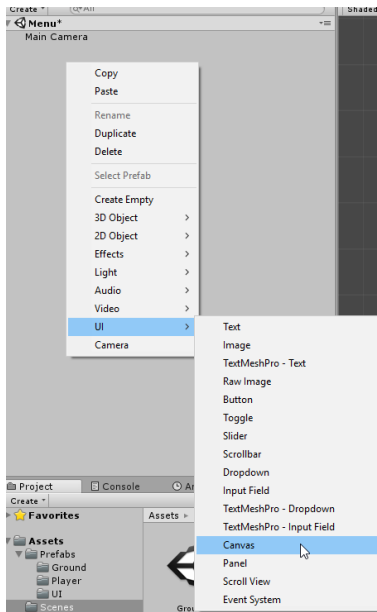 Create
All
Shaded
Menu*
Main Camera
Copy
Paste
Rename
Duplicate
Delete
Select Prefab
Create Empty
3D Object
2D Object
Effects
Light
Audio
Video
UI
Camera
Text
Image
TextMeshPro - Text
Raw Image
Button
Toggle
Slider
Scrollbar
Dropdown
Input Field
TextMeshPro - Dropdown
TextMeshPro - Input Field
Canvas
Panel
Scroll View
Event System
Project
Console
Create
Favorites
Assets
Assets
Prefabs
Ground
Player
UI
Scenes